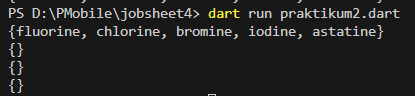 PS D:\PMobile\jobsheet4> dart run praktikum2.dart
{fluorine, chlorine, bromine, iodine, astatine}
{}
{}
{}